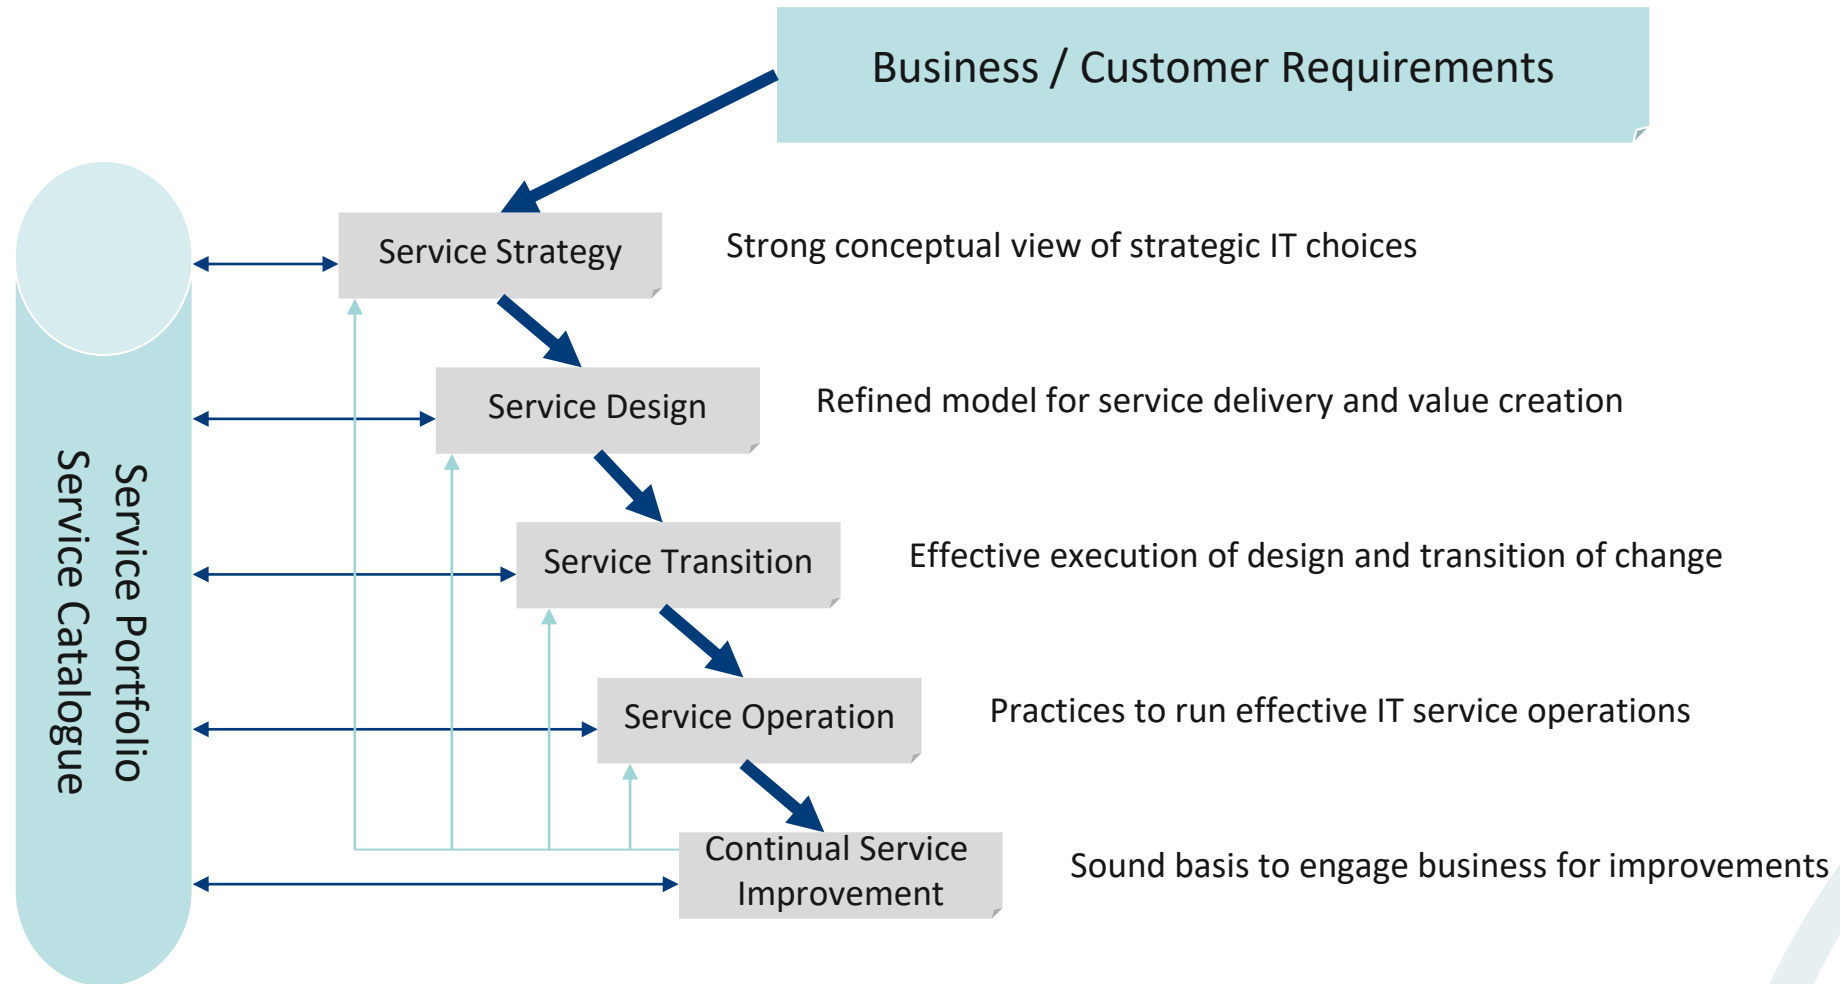 Business / Customer Requirements
Service Strategy
Strong conceptual view of strategic IT choices
Service Design
Refined model for service delivery and value creation
Service Transition
Effective execution of design and transition of change
Service Operation
Practices to run effective IT service operations
Continual Service
Improvement
Sound basis to engage business for improvements
Service Portfolio
Service Catalogue